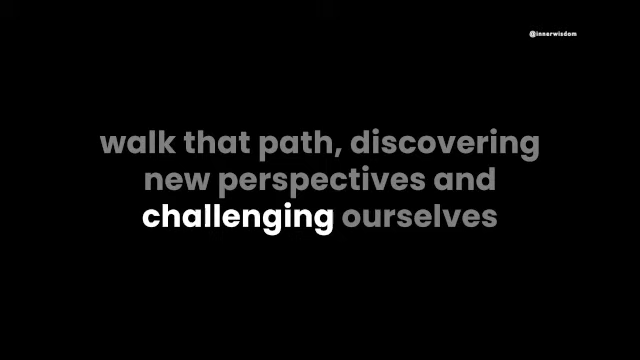 @innerwisdom
walk that path, discovering
new perspectives and
challenging ourselves